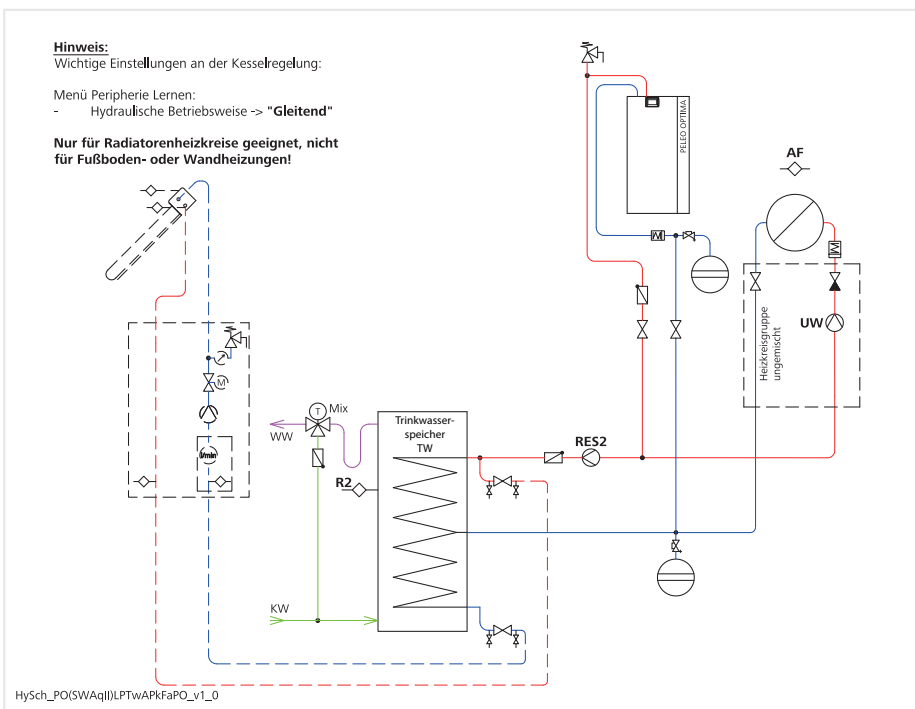 Hinweis:
Wichtige Einstellungen an der Kesselregelung:
Menü Peripherie Lernen:
- Hydraulische Betriebsweise -> "Gleitend"
Nur für Radiatorenheizkreise geeignet, nicht
für Fußboden- oder Wandheizungen!
PELEO OPTIMA
AF
UW
Heizkreisgruppe
ungemischt
M
l/min
T
Mix
WW
Trinkwasser-
speicher
TW
RES2
R2
KW
HySch_PO(SWAqII)LPTwAPkFaPO_v1_0